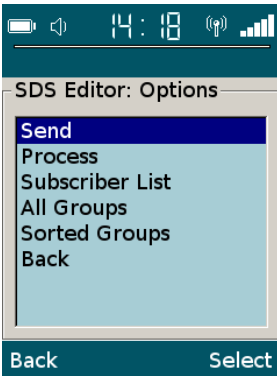 14:18
SDS Editor: Options
Send
Process
Subscriber List
All Groups
Sorted Groups
Back
Back Select